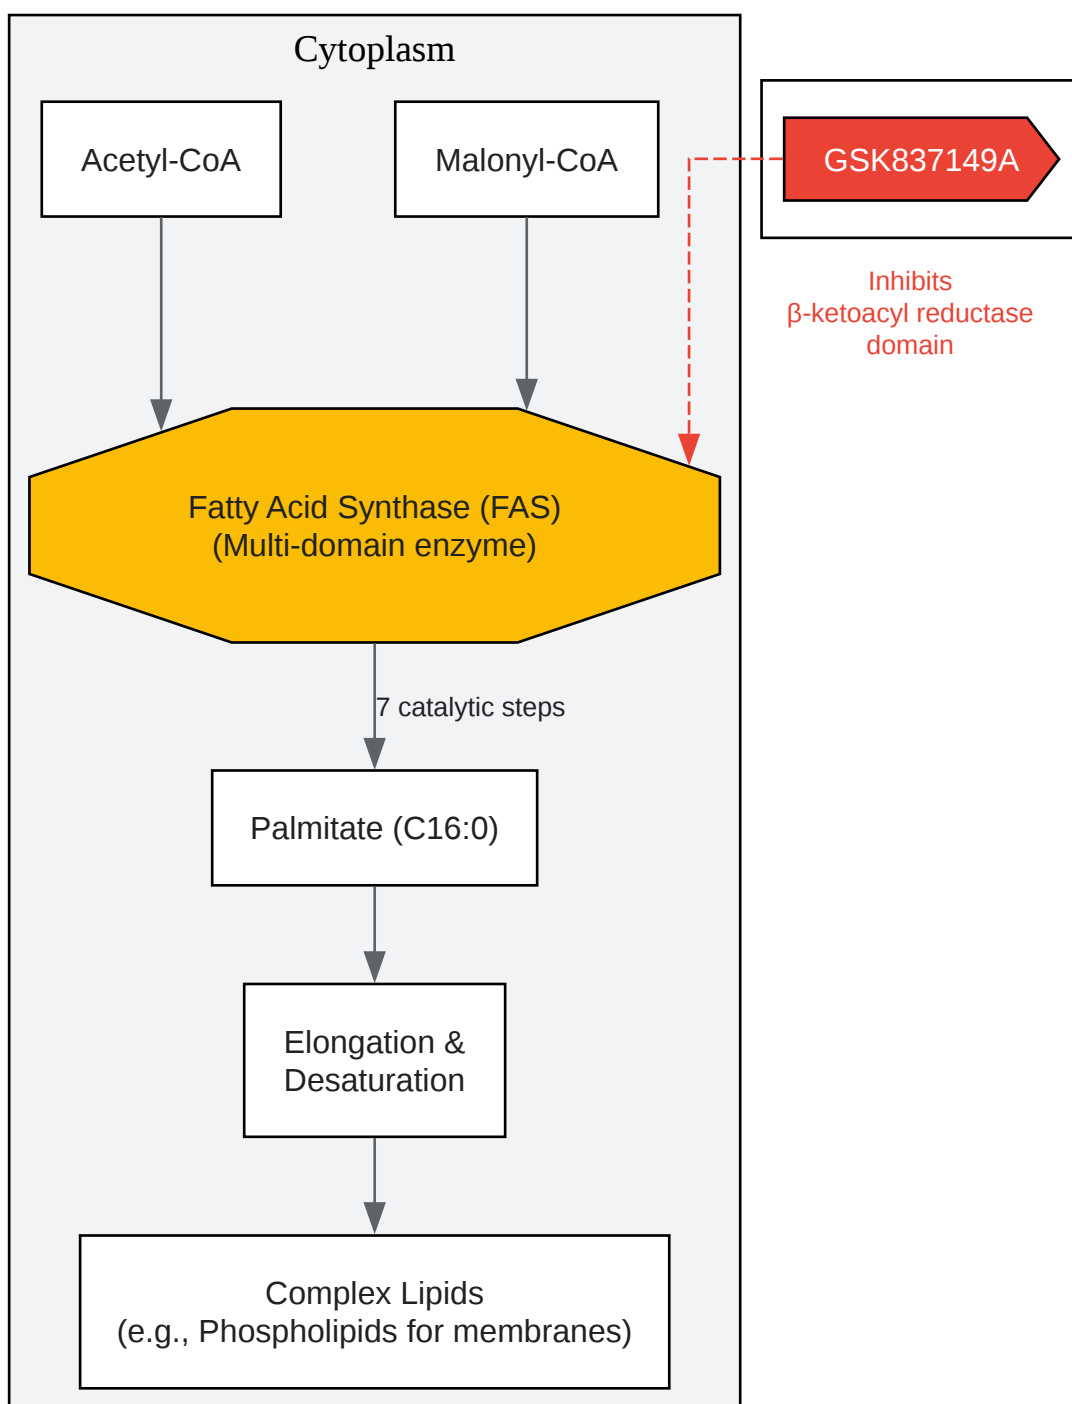 Cytoplasm
Acetyl-CoA
Malonyl-CoA
GSK837149A
Inhibits
β-ketoacyl reductase
domain
Fatty Acid Synthase (FAS)
(Multi-domain enzyme)
7 catalytic steps
Palmitate (C16:0)
Elongation &
Desaturation
Complex Lipids
(e.g., Phospholipids for membranes)